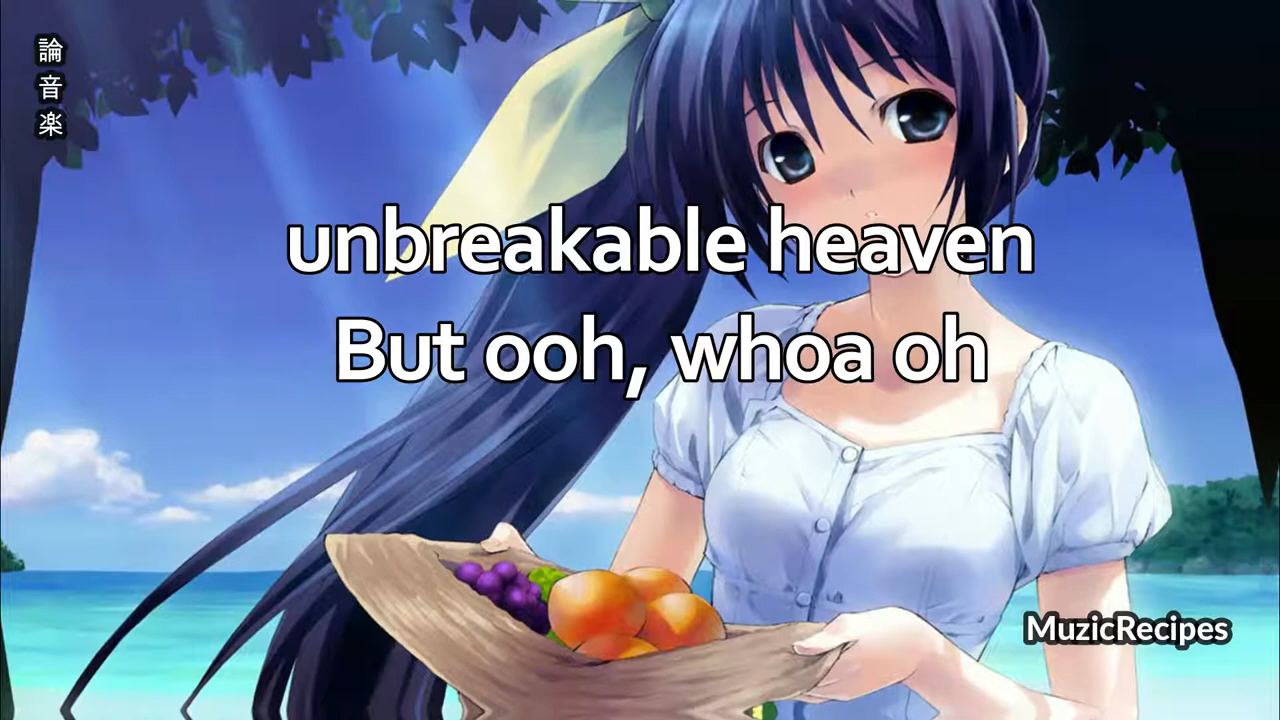 論音楽
unbreakable heaven
But ooh, whoa oh
MuzicRecipes